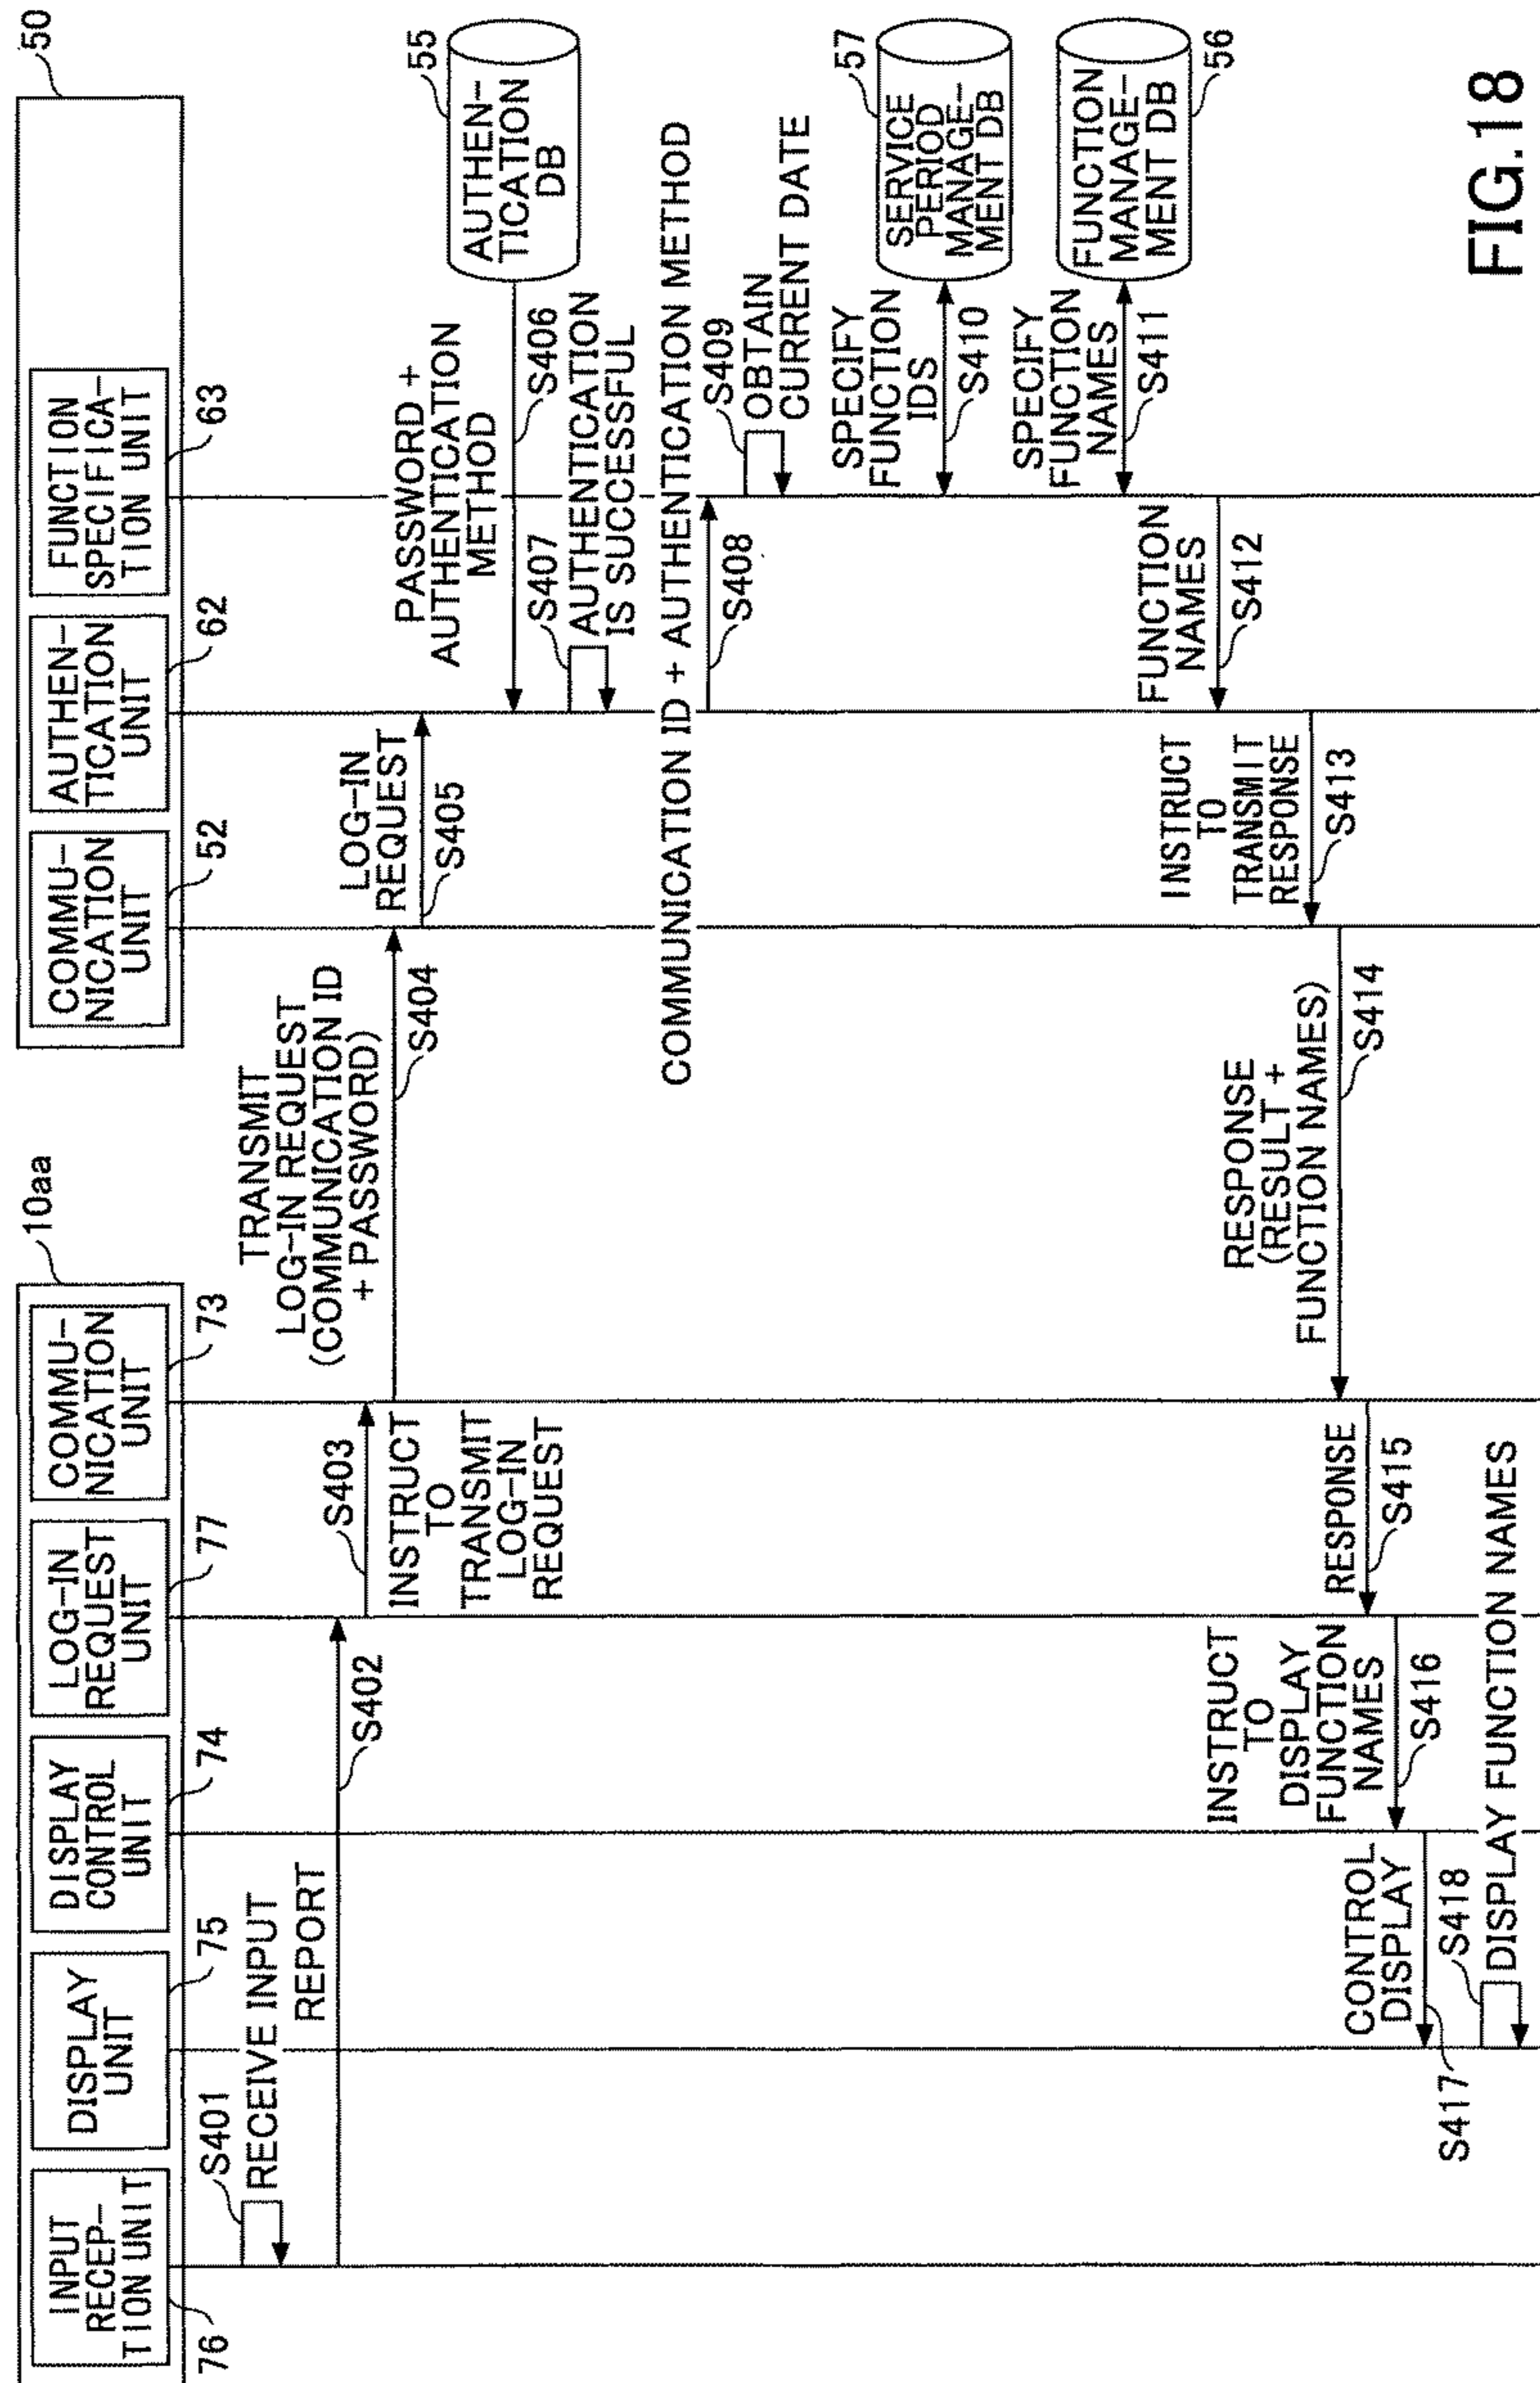 10aa
50
INPUT
RECEP-
TION UNIT
76
DISPLAY
UNIT
75
DISPLAY
CONTROL
UNIT
74
LOG-IN
REQUEST
UNIT
77
COMMU-
NICATION
UNIT
73
COMMU-
NICATION
UNIT
52
AUTHEN-
TICATION
UNIT
62
FUNCTION
SPECIFICA-
TION UNIT
63
S401
RECEIVE INPUT
REPORT
S402
S403
INSTRUCT
TO
TRANSMIT
LOG-IN
REQUEST
TRANSMIT
LOG-IN REQUEST
(COMMUNICATION ID
+ PASSWORD)
S404
LOG-IN
REQUEST
S405
PASSWORD +
AUTHENTICATION
METHOD
S406
55
AUTHEN-
TICATION
DB
S407
AUTHENTICATION
IS SUCCESSFUL
COMMUNICATION ID + AUTHENTICATION METHOD
S408
S409
OBTAIN
CURRENT DATE
SPECIFY
FUNCTION
IDS
S410
57
SERVICE
PERIOD
MANAGE-
MENT DB
SPECIFY
FUNCTION
NAMES
S411
FUNCTION
MANAGE-
MENT DB
56
FUNCTION
NAMES
S412
INSTRUCT
TO
TRANSMIT
RESPONSE
S413
RESPONSE
(RESULT +
FUNCTION NAMES)
S414
RESPONSE
S415
INSTRUCT
TO
DISPLAY
FUNCTION
NAMES
S416
CONTROL
DISPLAY
S417
S418
DISPLAY FUNCTION NAMES
FIG.18